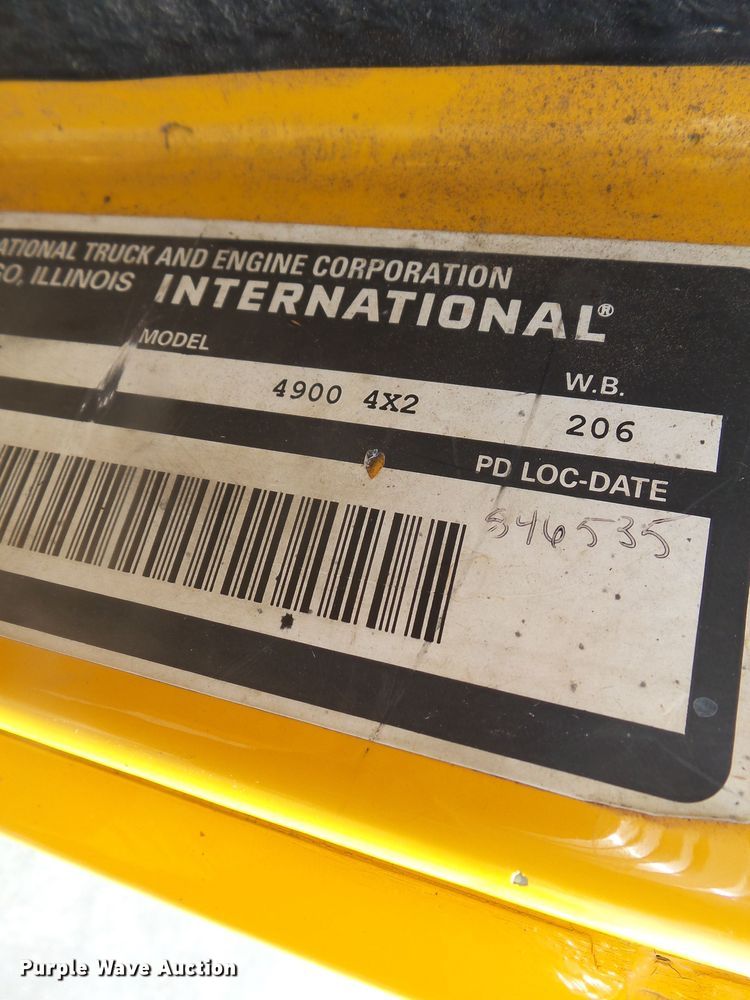 ATIONAL TRUCK AND ENGINE CORPORATION
GO, ILLINOIS INTERNATIONAL®
MODEL W.B.
4900 4X2 206
PD LOC-DATE
546535
Purple Wave Auction